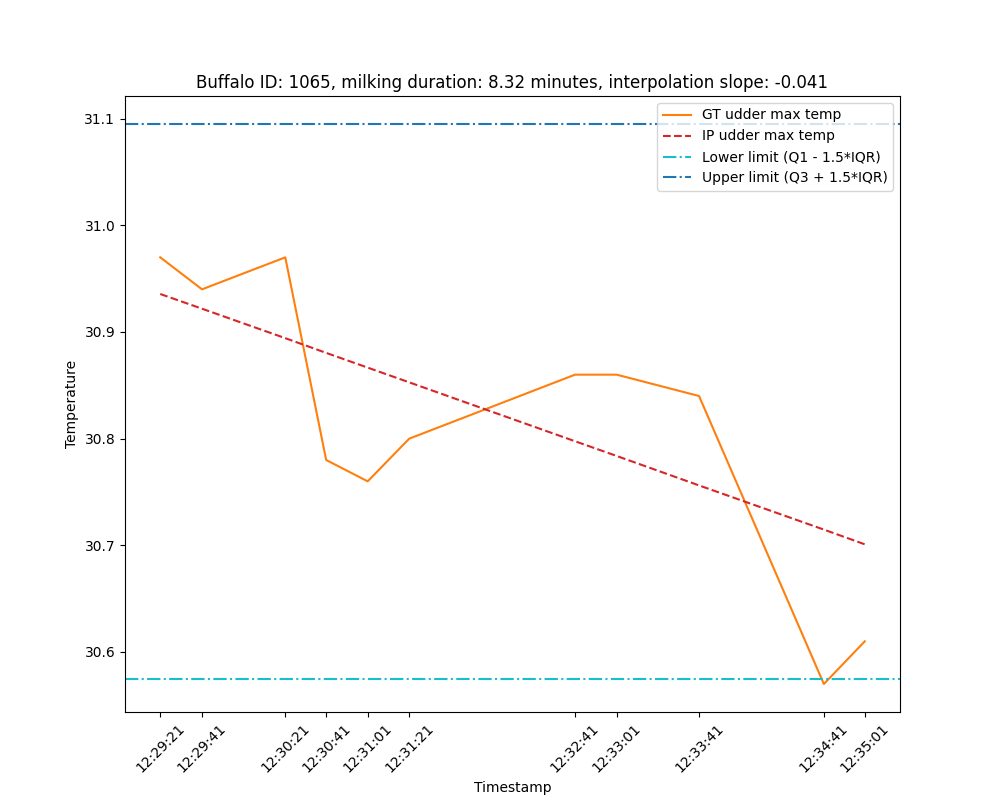 Buffalo ID: 1065, milking duration: 8.32 minutes, interpolation slope: -0.041
GT udder max temp
IP udder max temp
Lower limit (Q1 - 1.5*IQR)
Upper limit (Q3 + 1.5*IQR)
31.1
31.0
30.9
30.8
30.7
30.6
Temperature
12:29:21
12:29:41
12:30:21
12:30:41
12:31:01
12:31:21
12:32:41
12:33:01
12:33:41
12:34:41
12:35:01
Timestamp